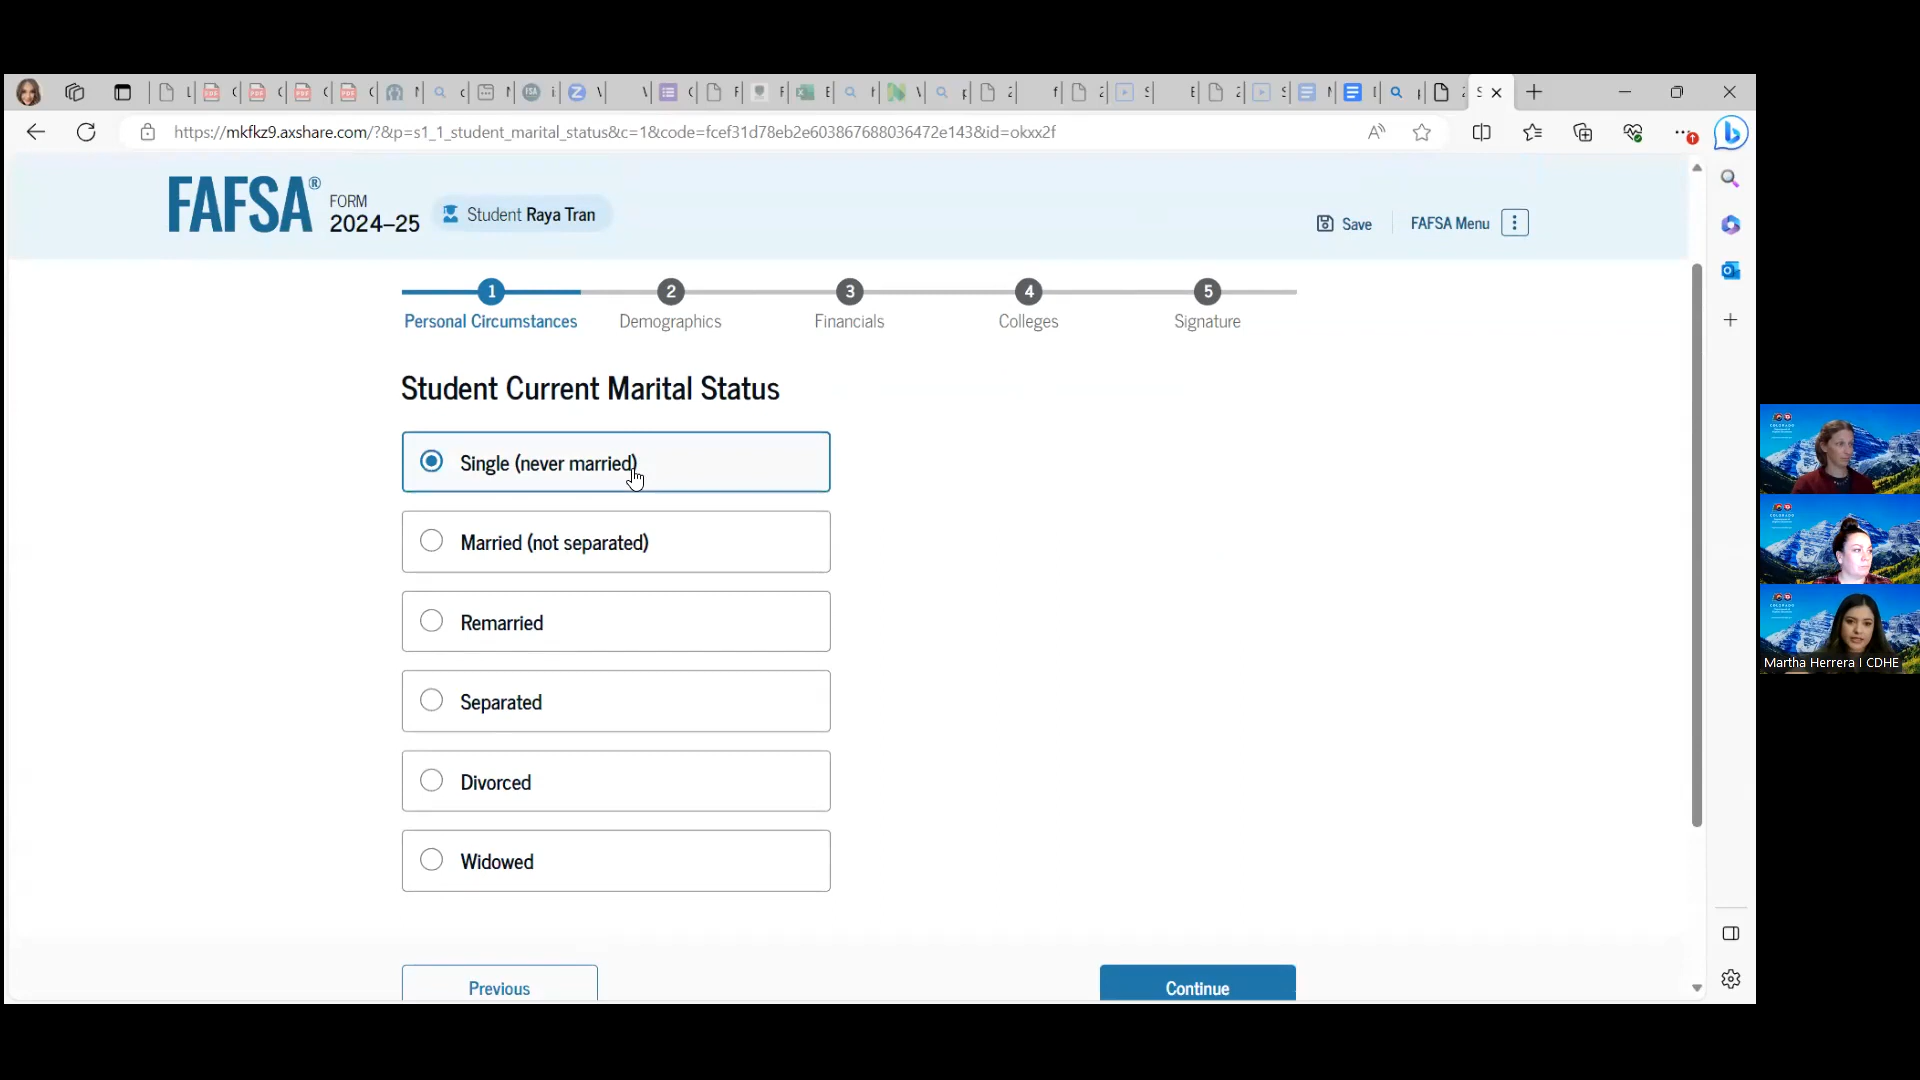 https://mkfkz9.axshare.com/?&p=s1_1_student_marital_status&c=1&code=fcef31d78eb2e603867688036472e143&id=okxx2f
FAFSA® FORM 2024–25
Student Raya Tran
Save
FAFSA Menu
1 2 3 4 5
Personal Circumstances Demographics Financials Colleges Signature
Student Current Marital Status
Single (never married)
Married (not separated)
Remarried
Separated
Divorced
Widowed
Previous
Continue
Martha Herrera I CDHE